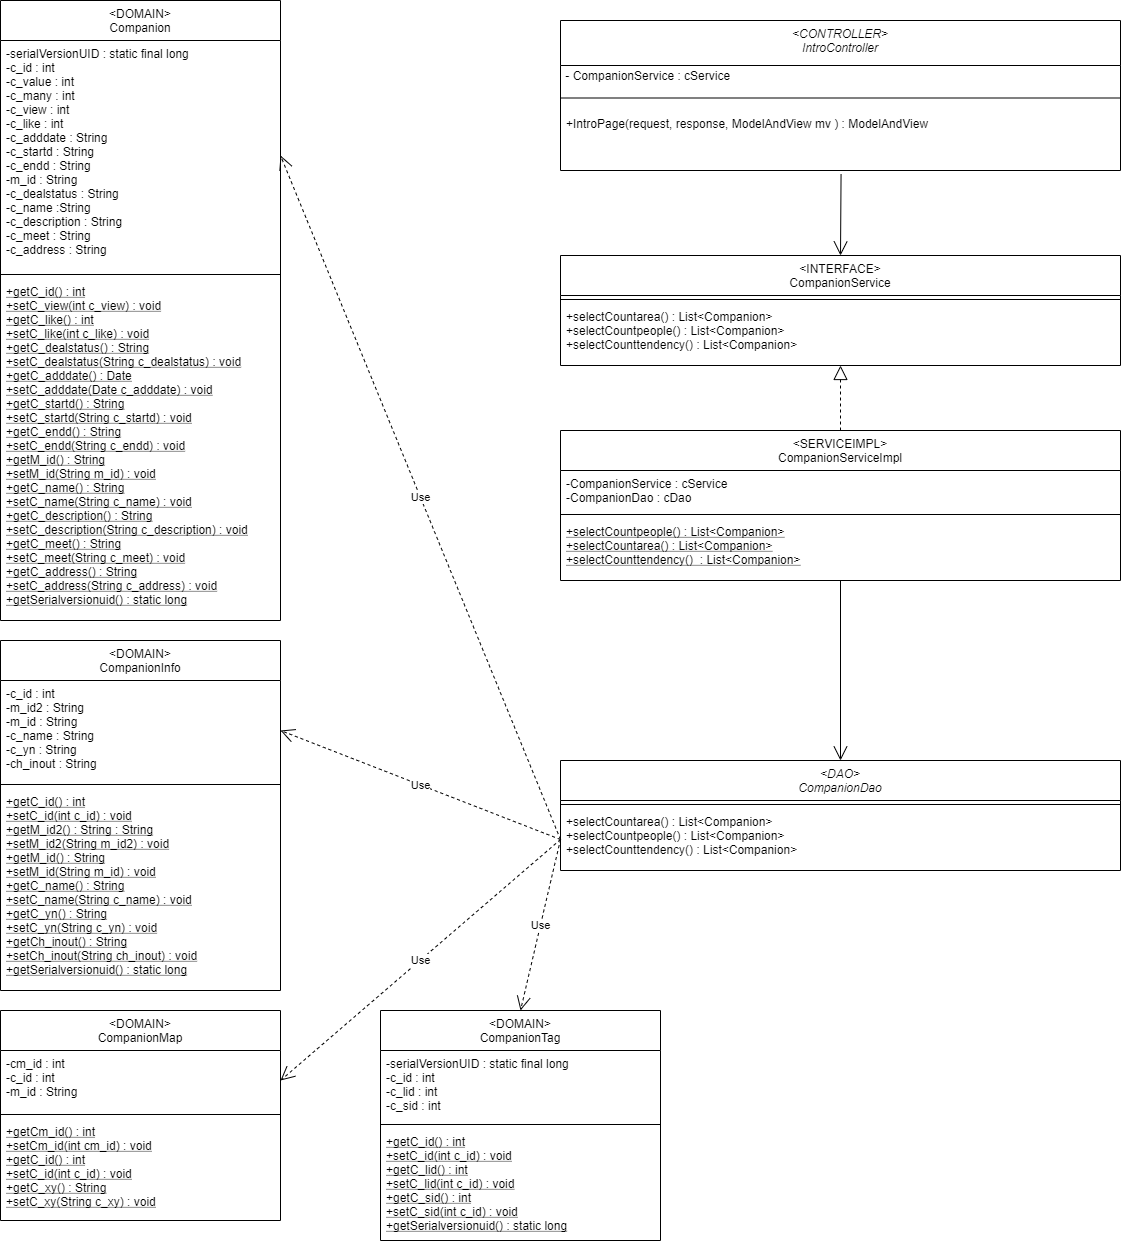 <DOMAIN>
Companion
-serialVersionUID : static final long
-c_id : int
-c_value : int
-c_many : int
-c_view : int
-c_like : int
-c_adddate : String
-c_startd : String
-c_endd : String
-m_id : String
-c_dealstatus : String
-c_name :String
-c_description : String
-c_meet : String
-c_address : String
+getC_id() : int
+setC_view(int c_view) : void
+getC_like() : int
+setC_like(int c_like) : void
+getC_dealstatus() : String
+setC_dealstatus(String c_dealstatus) : void
+getC_adddate() : Date
+setC_adddate(Date c_adddate) : void
+getC_startd() : String
+setC_startd(String c_startd) : void
+getC_endd() : String
+setC_endd(String c_endd) : void
+getM_id() : String
+setM_id(String m_id) : void
+getC_name() : String
+setC_name(String c_name) : void
+getC_description() : String
+setC_description(String c_description) : void
+getC_meet() : String
+setC_meet(String c_meet) : void
+getC_address() : String
+setC_address(String c_address) : void
+getSerialversionuid() : static long
<CONTROLLER>
IntroController
- CompanionService : cService
+IntroPage(request, response, ModelAndView mv ) : ModelAndView
<INTERFACE>
CompanionService
+selectCountarea() : List<Companion>
+selectCountpeople() : List<Companion>
+selectCounttendency() : List<Companion>
<SERVICEIMPL>
CompanionServiceImpl
-CompanionService : cService
-CompanionDao : cDao
+selectCountpeople() : List<Companion>
+selectCountarea() : List<Companion>
+selectCounttendency()  : List<Companion>
Use
<DOMAIN>
CompanionInfo
-c_id : int
-m_id2 : String
-m_id : String
-c_name : String
-c_yn : String
-ch_inout : String
+getC_id() : int
+setC_id(int c_id) : void
+getM_id2() : String : String
+setM_id2(String m_id2) : void
+getM_id() : String
+setM_id(String m_id) : void
+getC_name() : String
+setC_name(String c_name) : void
+getC_yn() : String
+setC_yn(String c_yn) : void
+getCh_inout() : String
+setCh_inout(String ch_inout) : void
+getSerialversionuid() : static long
Use
<DAO>
CompanionDao
+selectCountarea() : List<Companion>
+selectCountpeople() : List<Companion>
+selectCounttendency() : List<Companion>
Use
Use
<DOMAIN>
CompanionMap
-cm_id : int
-c_id : int
-m_id : String
+getCm_id() : int
+setCm_id(int cm_id) : void
+getC_id() : int
+setC_id(int c_id) : void
+getC_xy() : String
+setC_xy(String c_xy) : void
<DOMAIN>
CompanionTag
-serialVersionUID : static final long
-c_id : int
-c_lid : int
-c_sid : int
+getC_id() : int
+setC_id(int c_id) : void
+getC_lid() : int
+setC_lid(int c_id) : void
+getC_sid() : int
+setC_sid(int c_id) : void
+getSerialversionuid() : static long